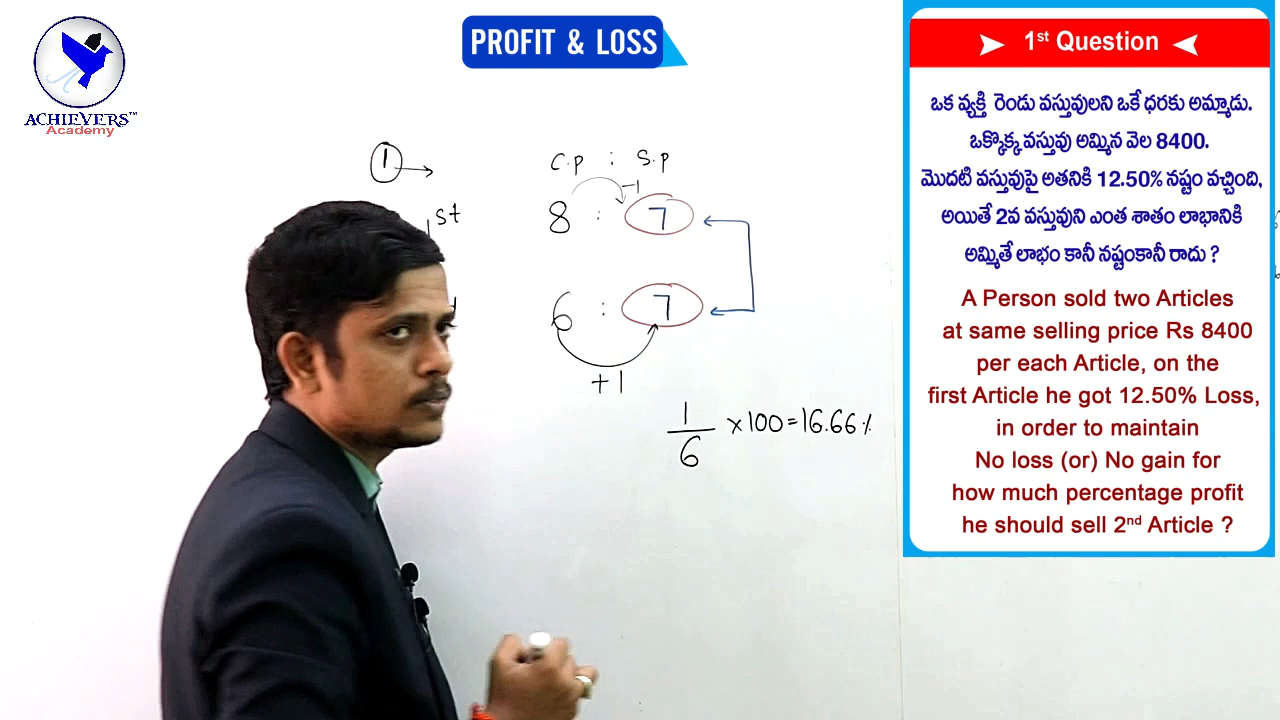 ACHIEVERS™
Academy
PROFIT & LOSS
1 →
C.P : S.P
-1
1st
8 : 7
6 : 7
+1
1/6 ×100=16.66%
1st Question
ఒక వ్యక్తి రెండు వస్తువులని ఒకే ధరకు అమ్మాడు.
ఒక్కొక్క వస్తువు అమ్మిన వెల 8400.
మొదటి వస్తువుపై అతనికి 12.50% నష్టం వచ్చింది,
అయితే 2వ వస్తువుని ఎంత శాతం లాభానికి
అమ్మితే లాభం కానీ నష్టంకానీ రాదు ?
A Person sold two Articles
at same selling price Rs 8400
per each Article, on the
first Article he got 12.50% Loss,
in order to maintain
No loss (or) No gain for
how much percentage profit
he should sell 2nd Article ?